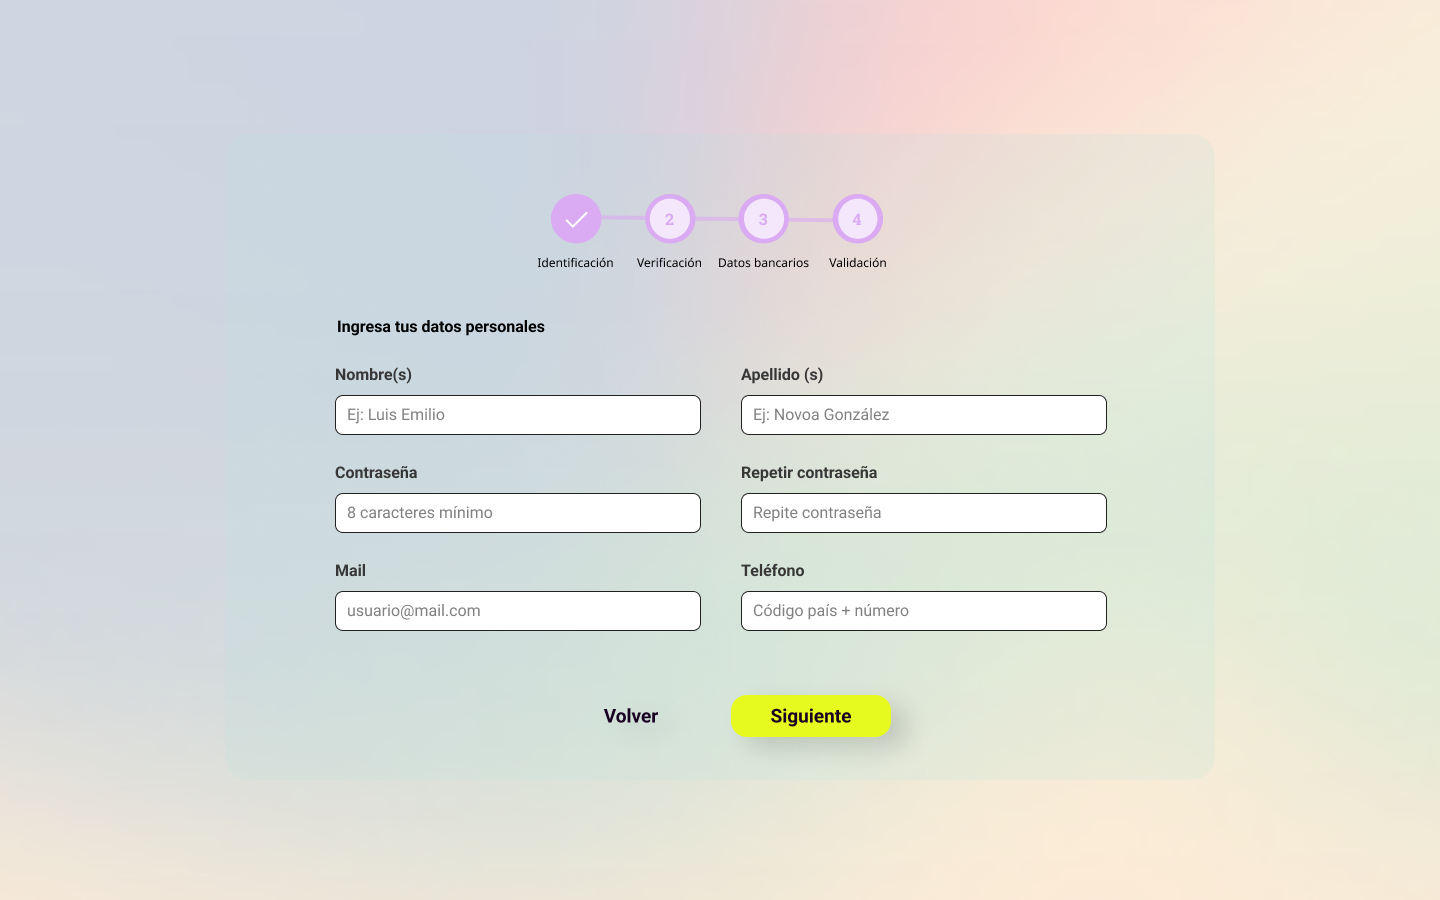 2 3 4
Identificación Verificación Datos bancarios Validación
Ingresa tus datos personales
Nombre(s) Apellido (s)
Ej: Luis Emilio Ej: Novoa González
Contraseña Repetir contraseña
8 caracteres mínimo Repite contraseña
Mail Teléfono
usuario@mail.com Código país + número
Volver Siguiente